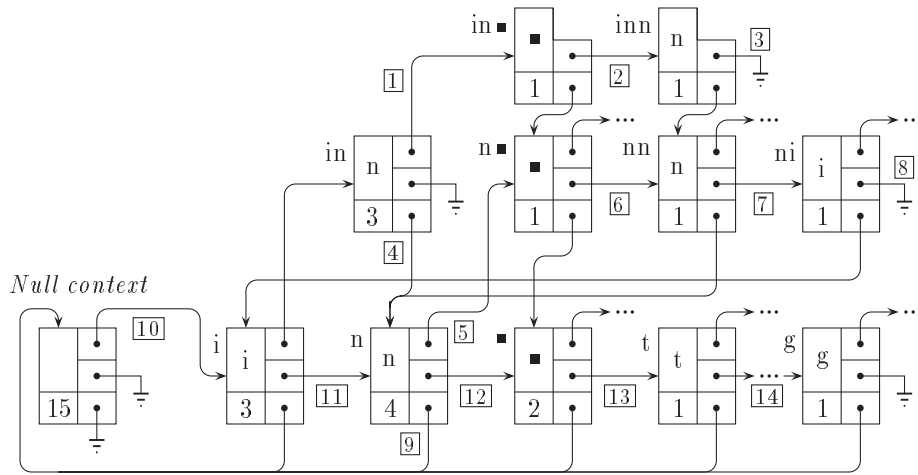 in■ inn 3
■ n
1 2
1 1
in n■ nn ni
n ■ n i 8
6 7
3 1 1 1
4
Null context
10 5
i n ■ t g
i n ■ t g
11 12 13 14
15 3 4 2 1 1
9